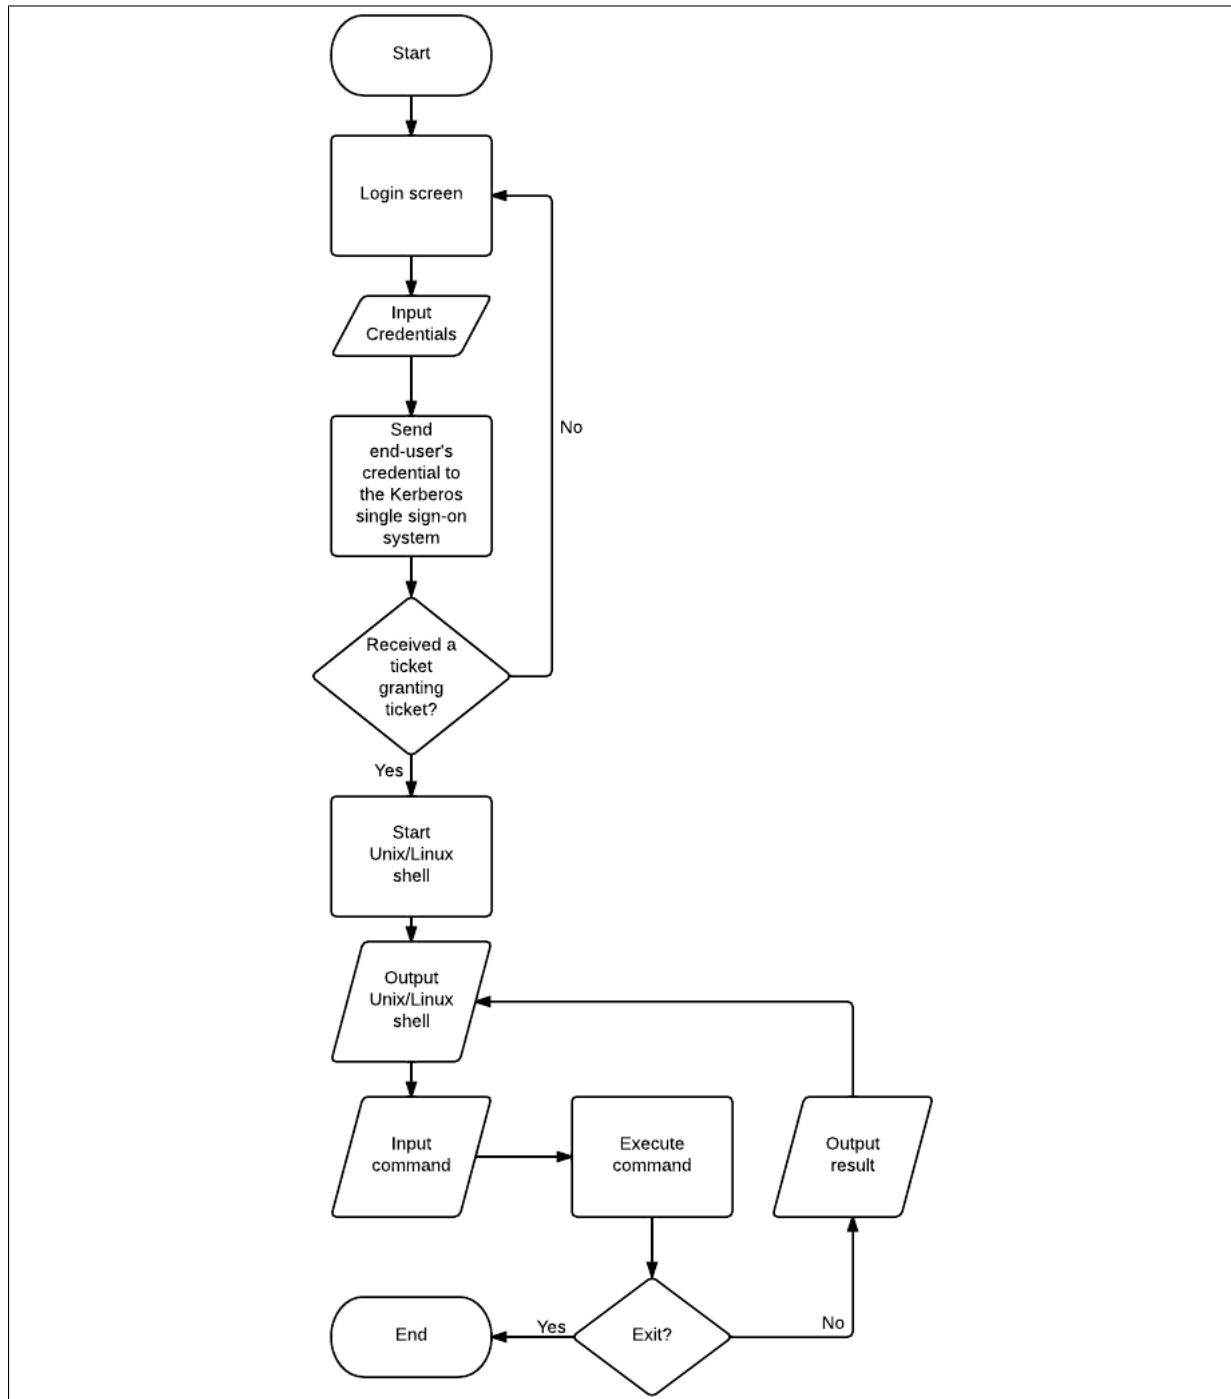 Start
Login screen
Input
Credentials
Send
end-user's
credential to
the Kerberos
single sign-on
system
No
Received a
ticket
granting
ticket?
Yes
Start
Unix/Linux
shell
Output
Unix/Linux
shell
Input
command
Execute
command
Output
result
End
Yes
Exit?
No